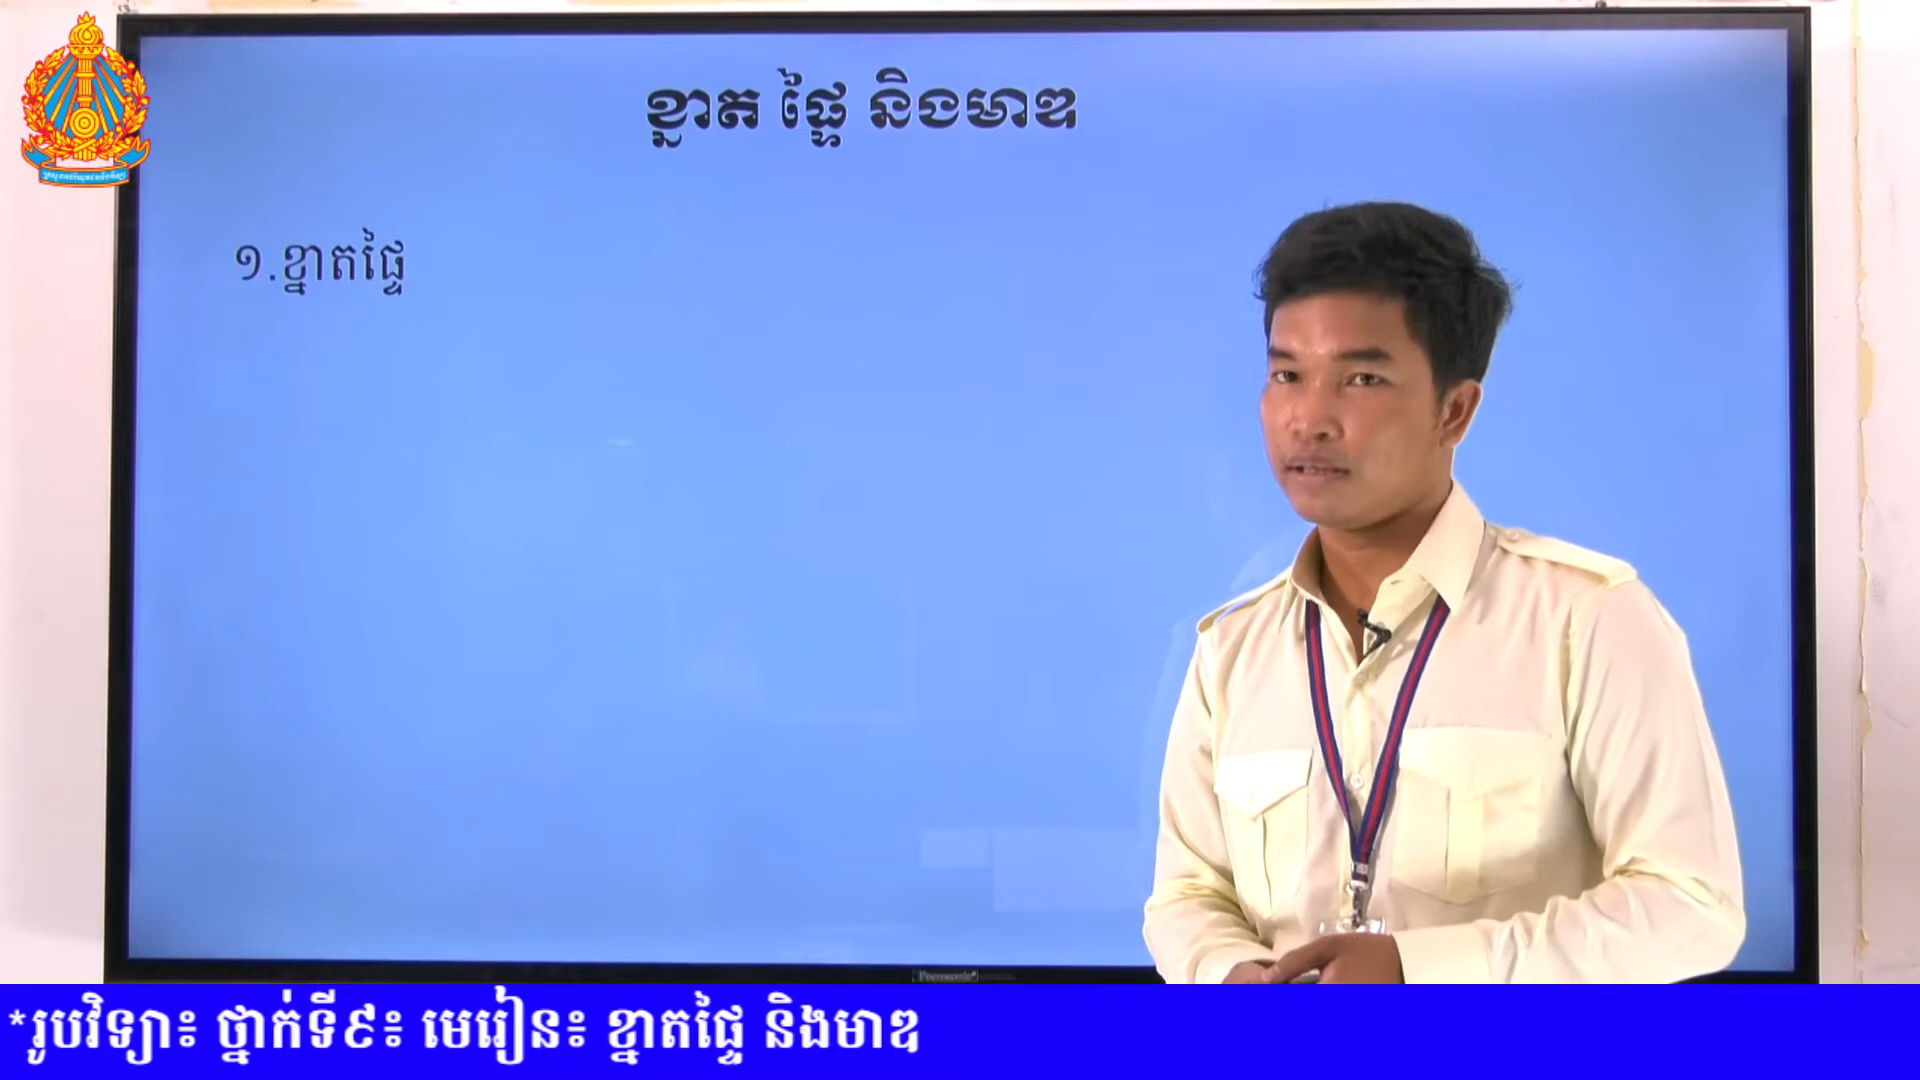 ខ្នាត ផ្ទៃ និងមាឌ
១.ខ្នាតផ្ទៃ
Panasonic
*រូបវិទ្យា៖ ថ្នាក់ទី៩៖ មេរៀន៖ ខ្នាតផ្ទៃ និងមាឌ